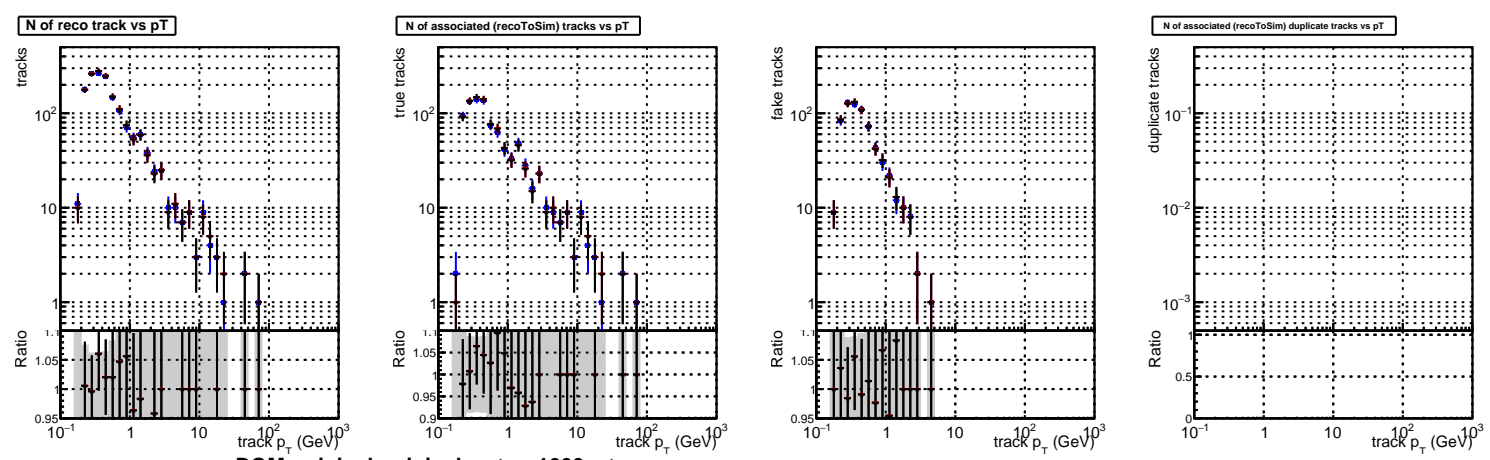 N of reco track vs pT
tracks
10²
10
1
Ratio
1.1
1.05
1
0.95
10⁻¹ 1 10 10² 10³
track p_T (GeV)
N of associated (recoToSim) tracks vs pT
true tracks
10²
10
1
Ratio
1.1
1.05
1
0.95
0.9
10⁻¹ 1 10 10² 10³
track p_T (GeV)
fake tracks
10²
10
1
Ratio
1.1
1.05
1
0.95
10⁻¹ 1 10 10² 10³
track p_T (GeV)
N of associated (recoToSim) duplicate tracks vs pT
duplicate tracks
10⁻¹
10⁻²
10⁻³
Ratio
1
0.5
0
10⁻¹ 1 10 10² 10³
track p_T (GeV)